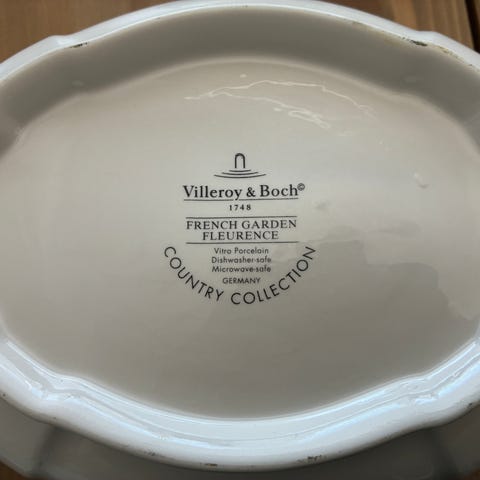 Villeroy & Boch©
1748
FRENCH GARDEN
FLEURENCE
Vitro Porcelain
Dishwasher-safe
Microwave-safe
GERMANY
COUNTRY COLLECTION